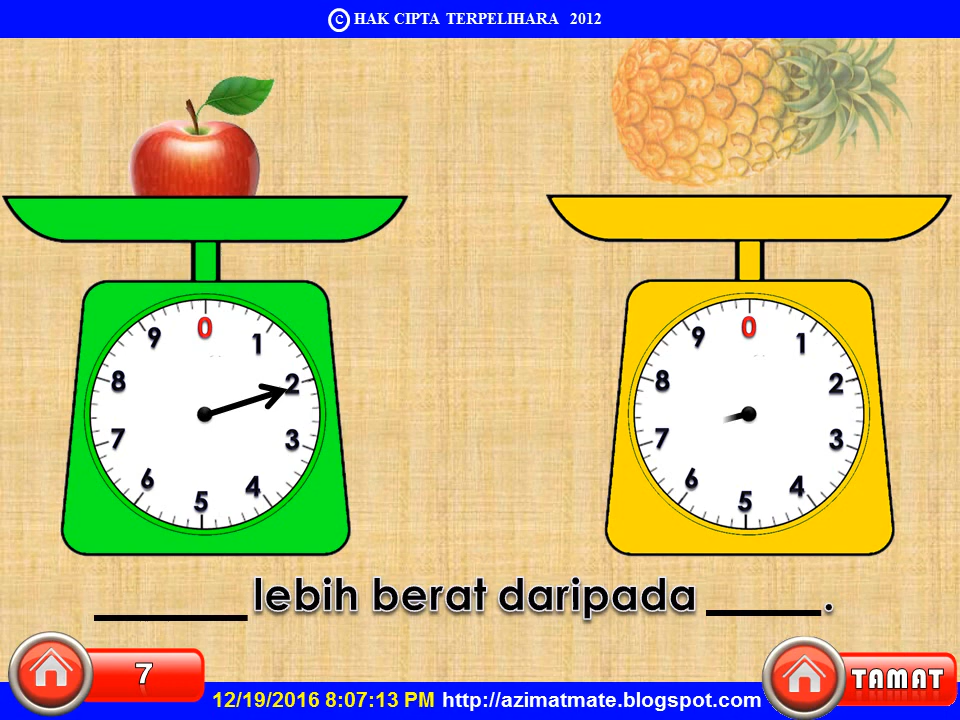 © HAK CIPTA TERPELIHARA 2012
0 1 2 3 4 5 6 7 8 9
0 1 2 3 4 5 6 7 8 9
______ lebih berat daripada _____.
7
TAMAT
12/19/2016 8:07:13 PM http://azimatmate.blogspot.com